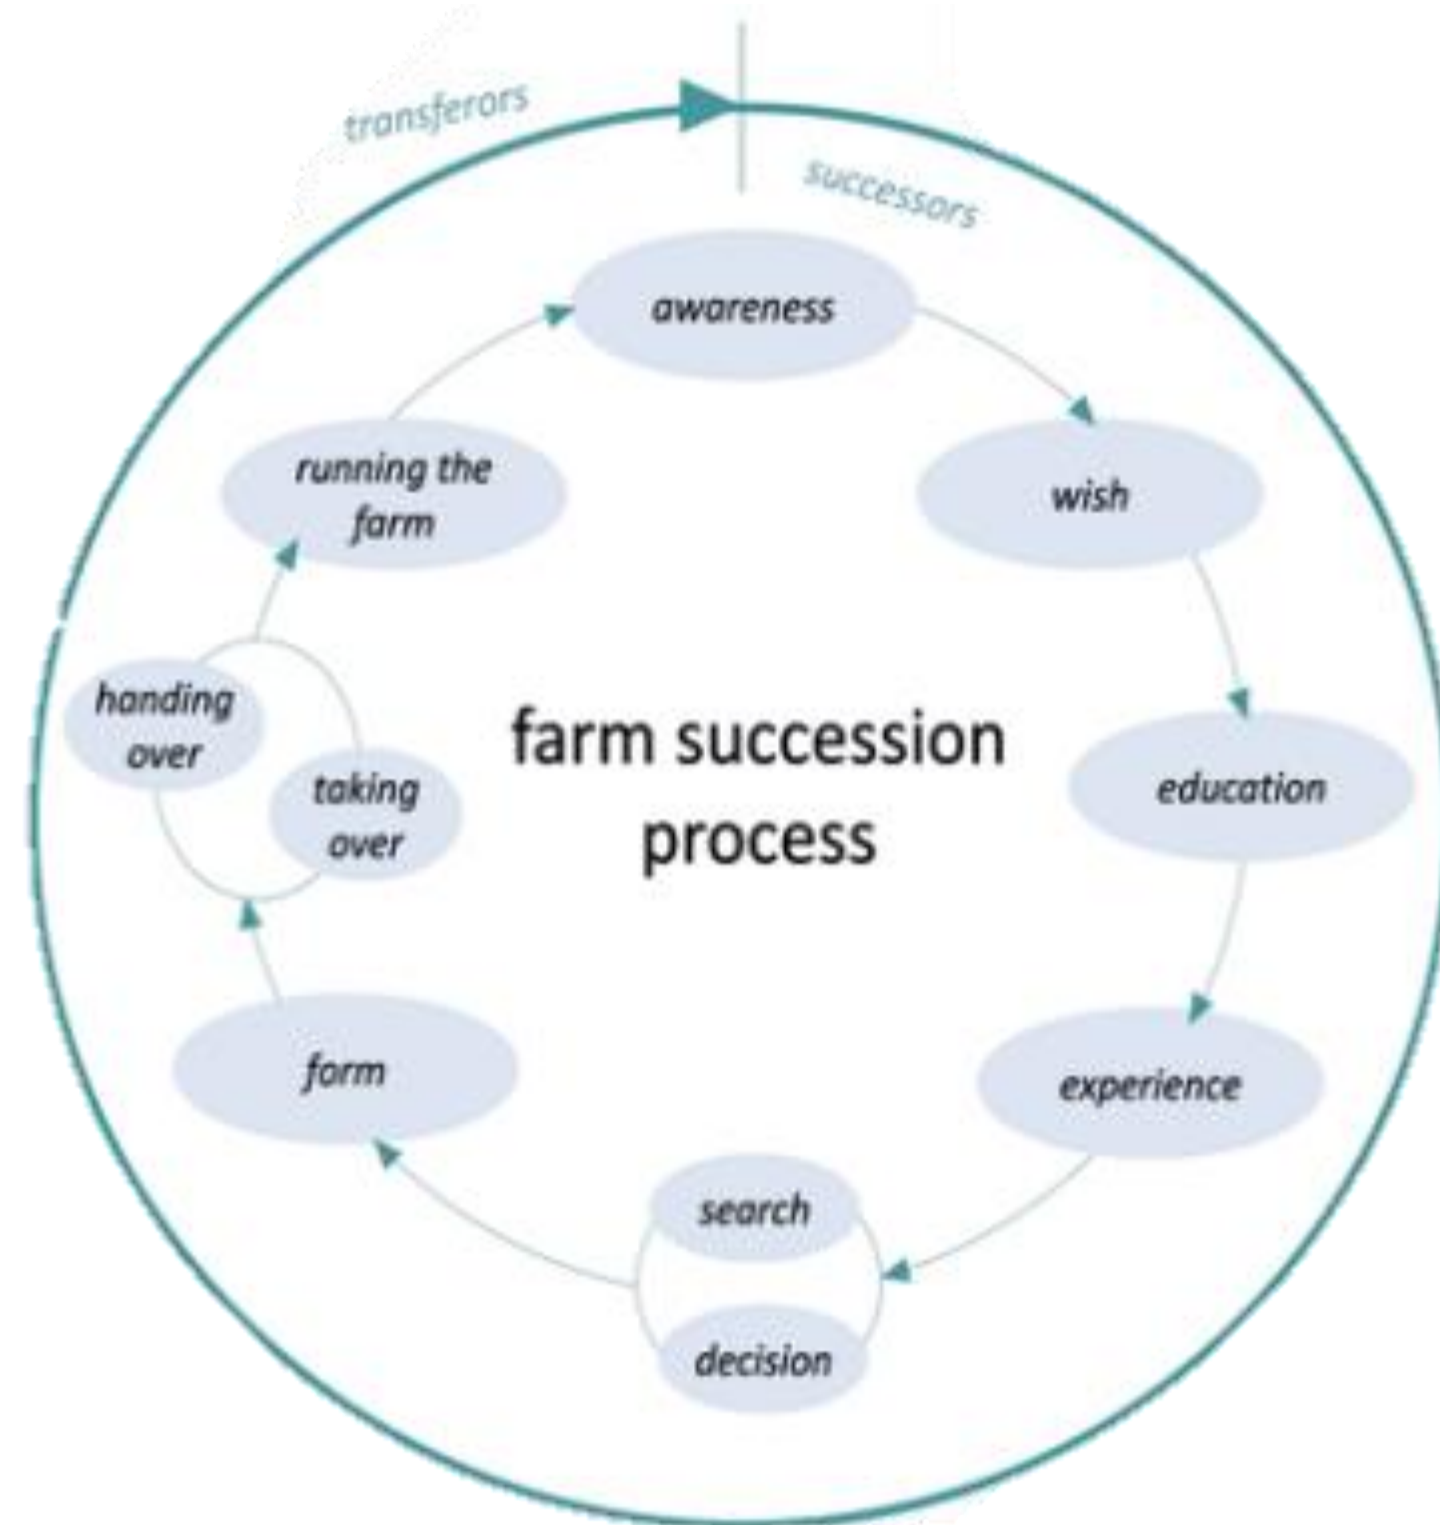 transferors
successors
awareness
running the
farm
wish
handing
over
taking
over
farm succession
process
education
form
experience
search
decision